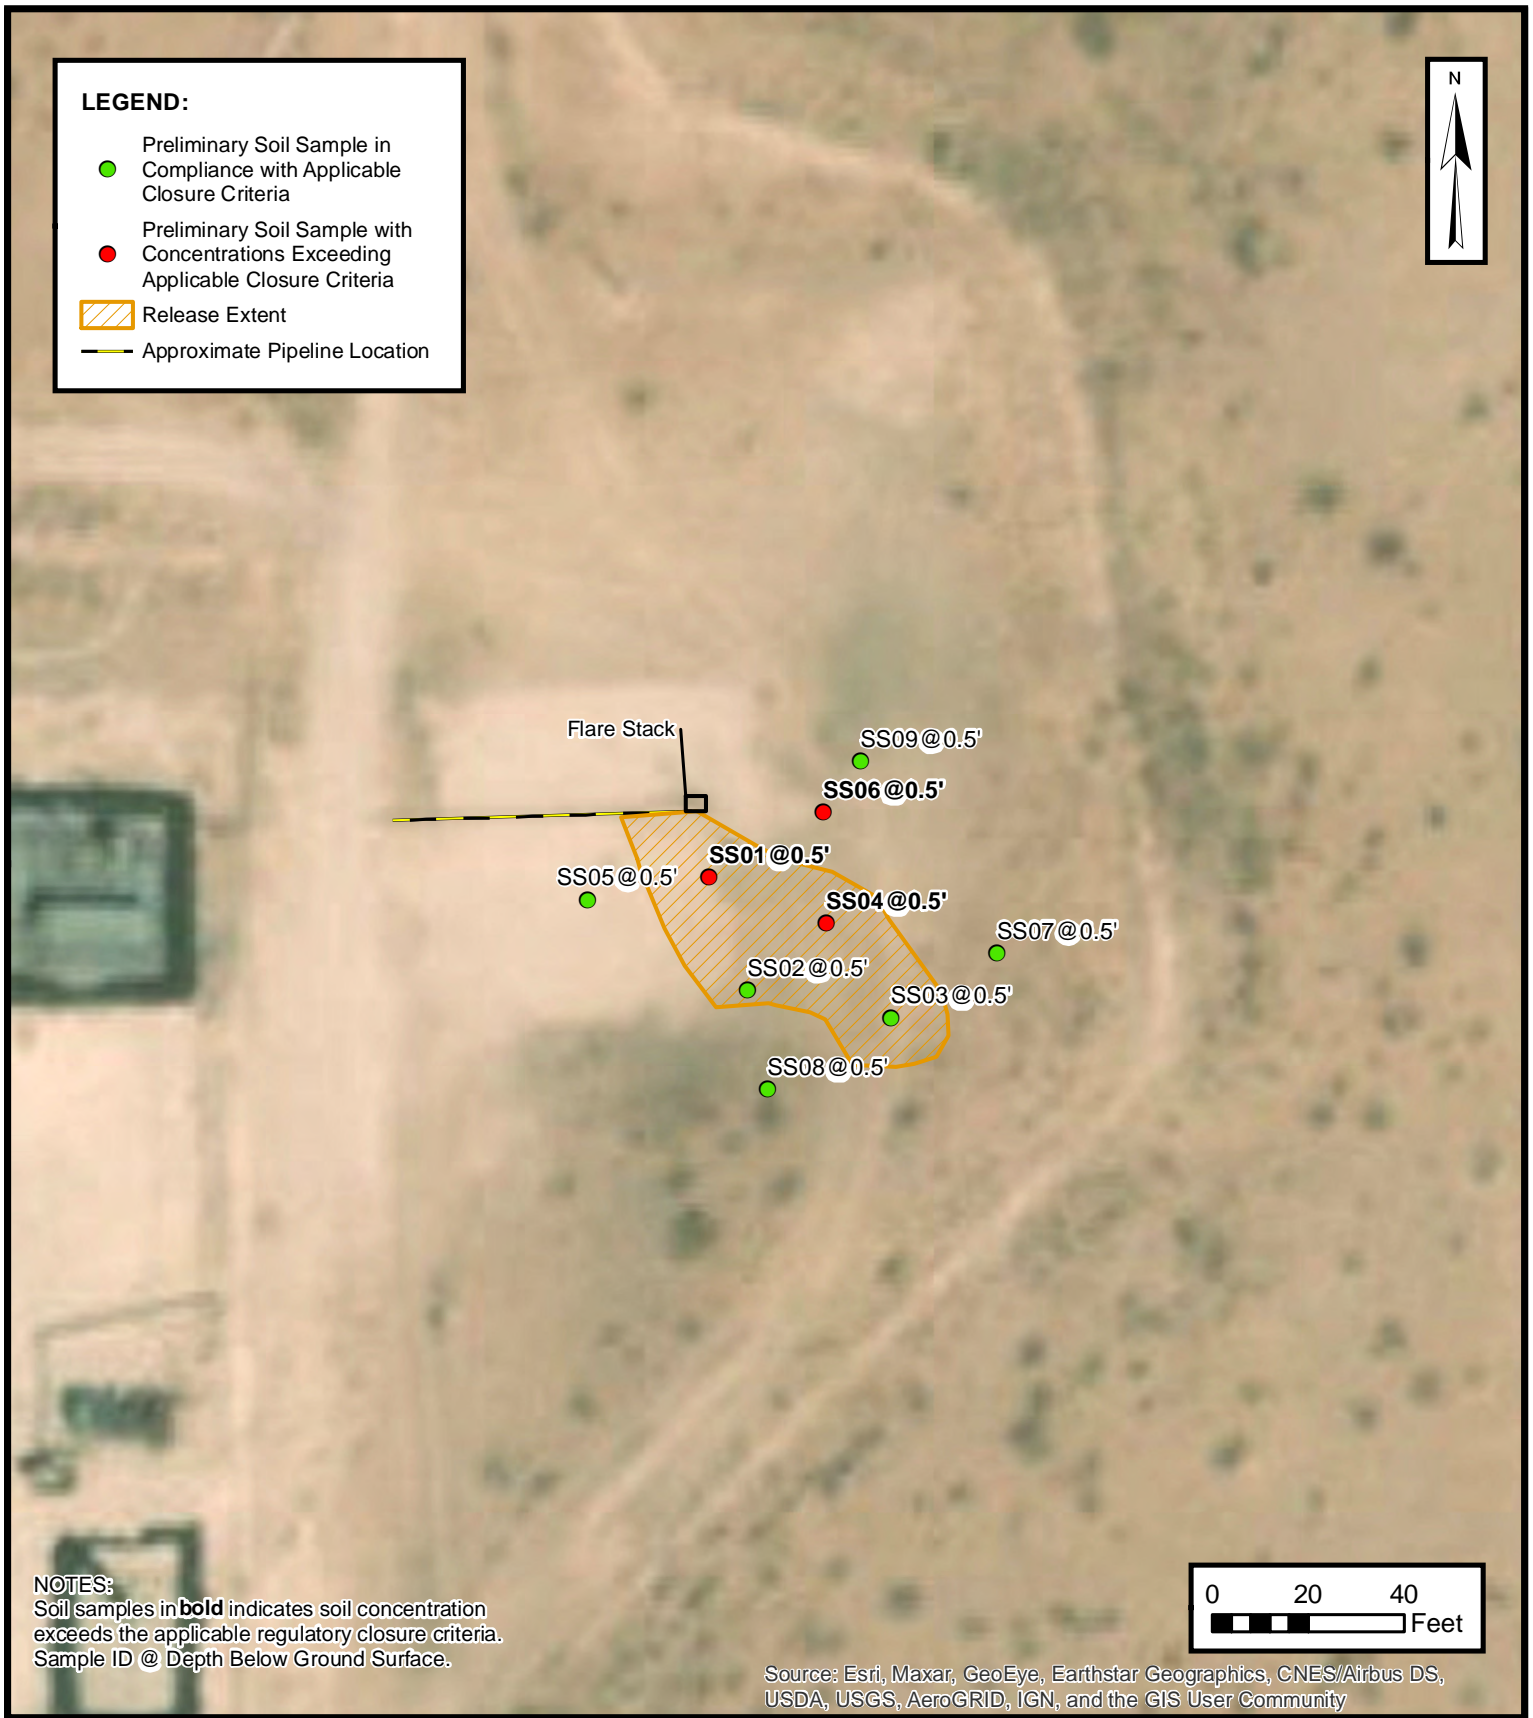 LEGEND:
Preliminary Soil Sample in
Compliance with Applicable
Closure Criteria
Preliminary Soil Sample with
Concentrations Exceeding
Applicable Closure Criteria
Release Extent
Approximate Pipeline Location
N
Flare Stack
SS09@0.5'
SS06@0.5'
SS01@0.5'
SS05@0.5'
SS04@0.5'
SS07@0.5'
SS02@0.5'
SS03@0.5'
SS08@0.5'
NOTES:
Soil samples in bold indicates soil concentration
exceeds the applicable regulatory closure criteria.
Sample ID @ Depth Below Ground Surface.
0 20 40
Feet
Source: Esri, Maxar, GeoEye, Earthstar Geographics, CNES/Airbus DS,
USDA, USGS, AeroGRID, IGN, and the GIS User Community